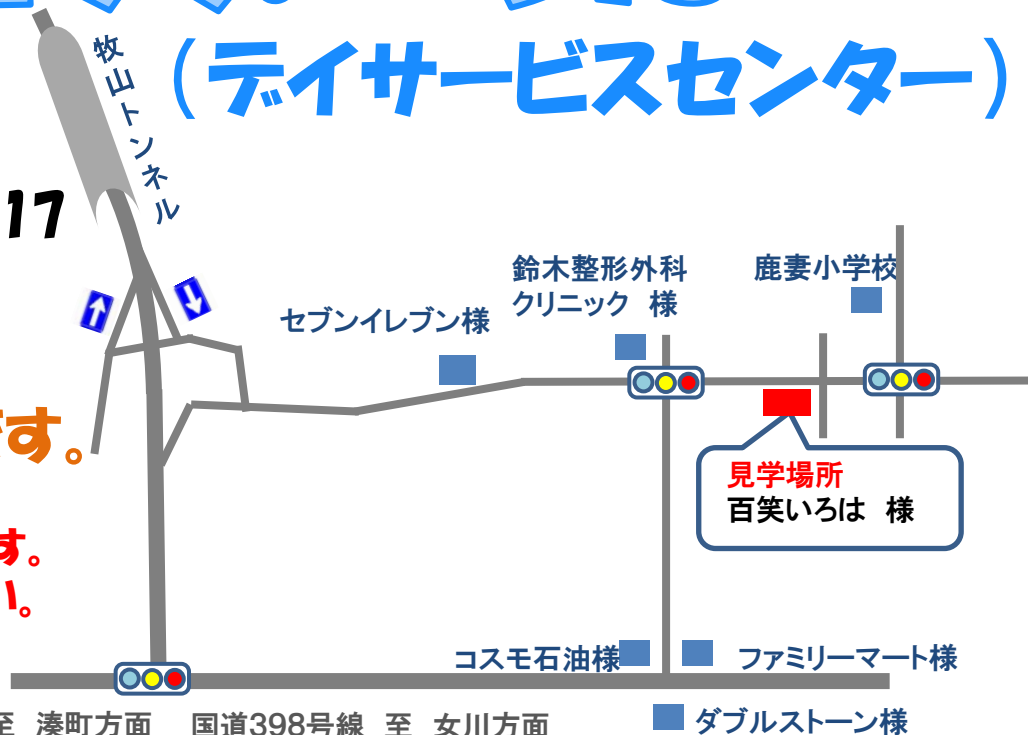 （デイサービスセンター）
牧山トンネル
17
鈴木整形外科
クリニック 様
鹿妻小学校
セブンイレブン様
す。
見学場所
百笑いろは 様
す。
い。
コスモ石油様
ファミリーマート様
至 湊町方面 国道398号線 至 女川方面
ダブルストーン様